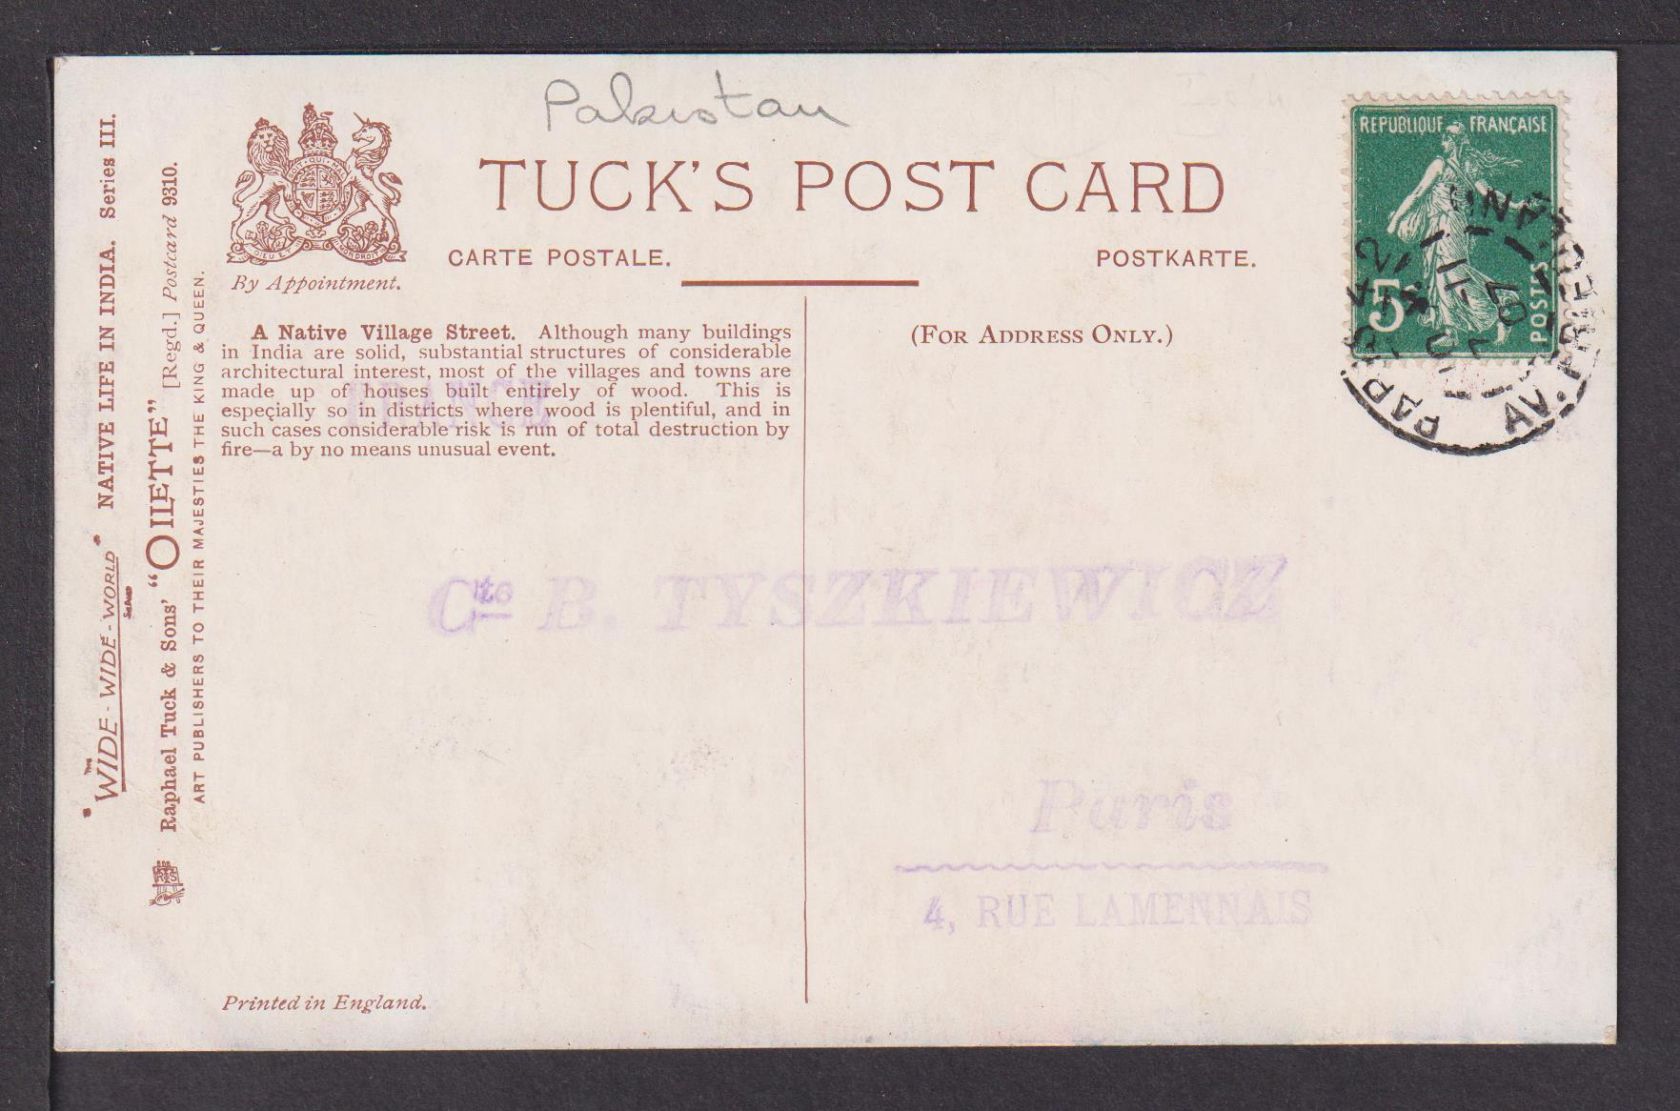 Pakistan
TUCK'S POST CARD
CARTE POSTALE.
POSTKARTE.
By Appointment.
(FOR ADDRESS ONLY.)
A Native Village Street. Although many buildings
in India are solid, substantial structures of considerable
architectural interest, most of the villages and towns are
made up of houses built entirely of wood. This is
especially so in districts where wood is plentiful, and in
such cases considerable risk is run of total destruction by
fire—a by no means unusual event.
FRANCE
Cte B. TYSZKIEWICZ
Paris
4, RUE LAMENNAIS
Printed in England.
"THE WIDE-WIDE-WORLD" NATIVE LIFE IN INDIA. Series III.
Raphael Tuck & Sons' "OILETTE" [Regd.] Postcard 9310.
ART PUBLISHERS TO THEIR MAJESTIES THE KING & QUEEN.
REPUBLIQUE FRANÇAISE
5c
POSTES
PARIS 42
AV. FRIEDLAND
07